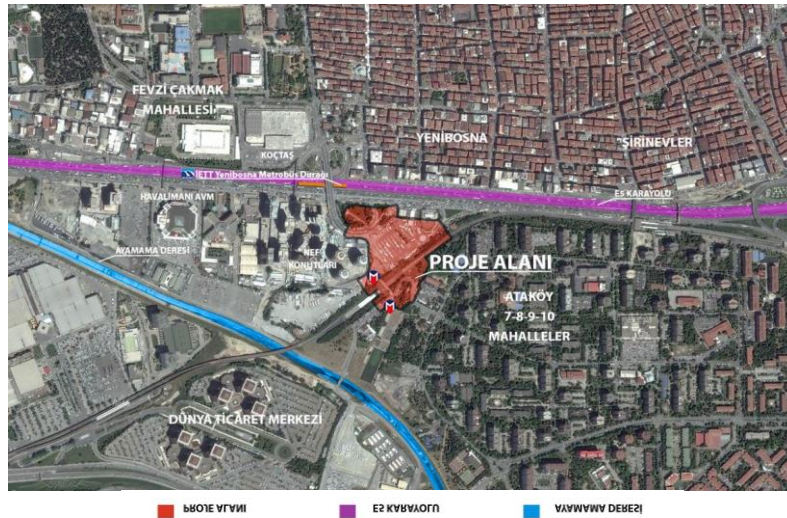 FEVZİ ÇAKMAK
MAHALLESİ
KOÇTAŞ
YENİBOSNA
ŞİRİNEVLER
İETT Yenibosna Metrobüs Durağı
E5 KARAYOLU
HAVALİMANI AVM
AYAMAMA DERESİ
NEF
KONUTLARI
PROJE ALANI
ATAKÖY
7-8-9-10
MAHALLELER
DÜNYA TİCARET MERKEZİ
PROJE ALANI
E5 KARAYOLU
AYAMAMA DERESİ